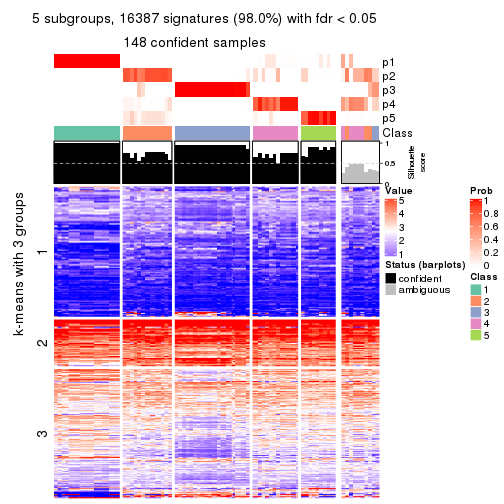 5 subgroups, 16387 signatures (98.0%) with fdr < 0.05
148 confident samples
p1
p2
p3
p4
p5
Class
1
0.5
0
Silhouette
score
k-means with 3 groups
1
2
3
Value
5
4
3
2
1
Status (barplots)
confident
ambiguous
Prob
1
0.8
0.6
0.4
0.2
0
Class
1
2
3
4
5